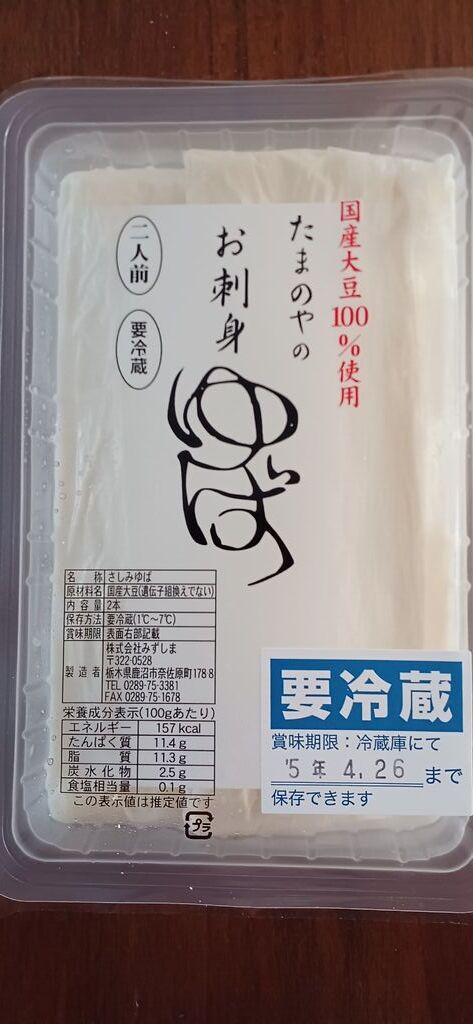 国産大豆100%使用
たまのやの
お刺身
ゆば
二人前
要冷蔵
名 称 さしみゆば
原材料名 国産大豆(遺伝子組換えでない)
内容量 2本
保存方法 要冷蔵(1℃~7℃)
賞味期限 表面右部記載
製造者 株式会社みずしま
〒322-0528
栃木県鹿沼市奈佐原町178 8
TEL 0289-75-3381
FAX 0289-75-1678
栄養成分表示(100gあたり)
エネルギー 157 kcal
たんぱく質 11.4 g
脂 質 11.3 g
炭水化物 2.5 g
食塩相当量 0.1 g
この表示値は推定値です
プラ
要冷蔵
賞味期限:冷蔵庫にて
'5 年 4.26 まで
保存できます